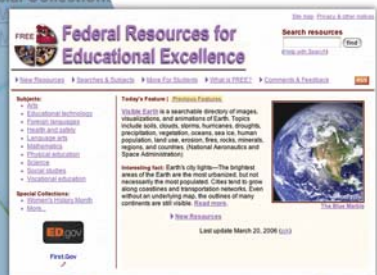 Site map Privacy & other notices
FREE
Federal Resources for
Educational Excellence
Search resources
find
(Help with Search)
New Resources Searches & Subjects More For Students What is FREE? Comments & Feedback RSS
Subjects:
Arts
Educational technology
Foreign languages
Health and safety
Language arts
Mathematics
Physical education
Science
Social studies
Vocational education
Special Collections:
Women's History Month
More...
ED.gov
First.Gov
Today's Feature | Previous Features
Visible Earth is a searchable directory of images,
visualizations, and animations of Earth. Topics
include soils, clouds, storms, hurricanes, droughts,
precipitation, vegetation, oceans, sea ice, human
population, land use, erosion, fires, rocks, minerals,
regions, and countries. (National Aeronautics and
Space Administration)
Interesting fact: Earth's city lights—The brightest
areas of the Earth are the most urbanized, but not
necessarily the most populated. Cities tend to grow
along coastlines and transportation networks. Even
without an underlying map, the outlines of many
continents are still visible. Read more.
New Resources
Last update March 20, 2006
The Blue Marble